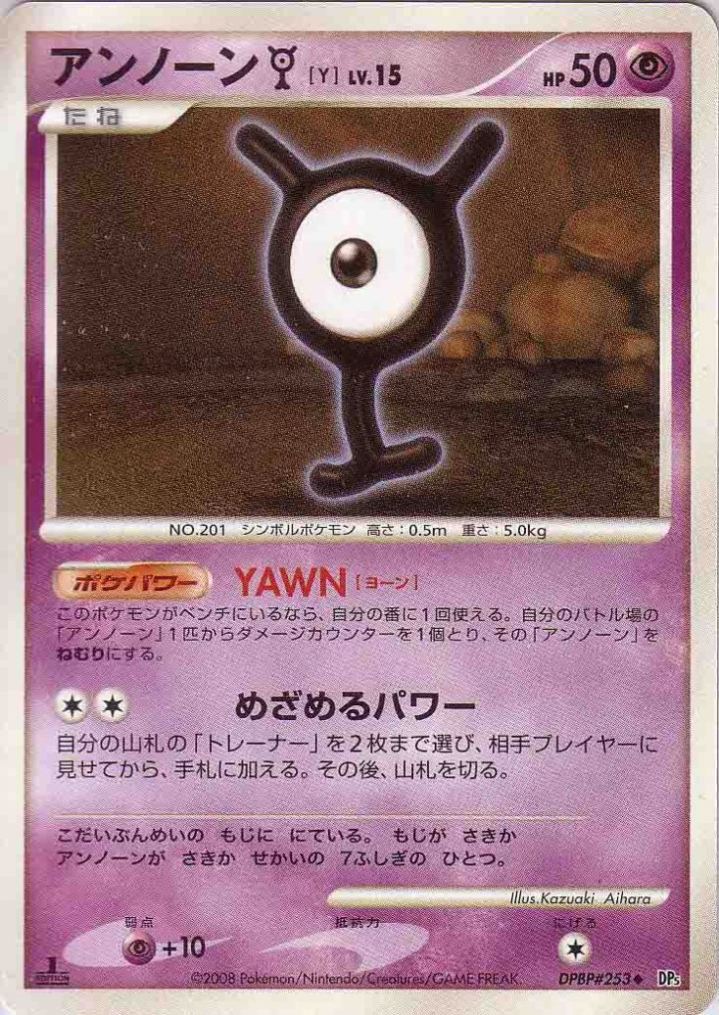 アンノーン [Y] LV.15 HP 50
たね
NO.201 シンボルポケモン 高さ：0.5m 重さ：5.0kg
ポケパワー YAWN［ヨーン］
このポケモンがベンチにいるなら、自分の番に1回使える。自分のバトル場の
「アンノーン」1匹からダメージカウンターを1個とり、その「アンノーン」を
ねむりにする。
めざめるパワー
自分の山札の「トレーナー」を2枚まで選び、相手プレイヤーに
見せてから、手札に加える。その後、山札を切る。
こだいぶんめいの もじに にている。 もじが さきか
アンノーンが さきか せかいの 7ふしぎの ひとつ。
Illus.Kazuaki Aihara
弱点 抵抗力 にげる
+10
1 EDITION ©2008 Pokémon/Nintendo/Creatures/GAME FREAK. DPBP#253◆ DPs